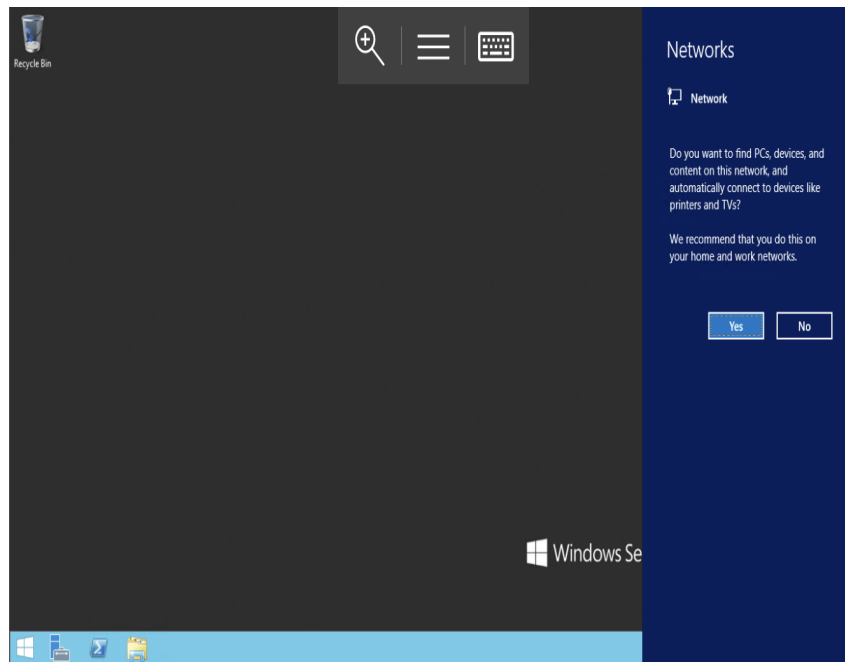 Recycle Bin
Networks
Network
Do you want to find PCs, devices, and
content on this network, and
automatically connect to devices like
printers and TVs?
We recommend that you do this on
your home and work networks.
Yes No
Windows Se